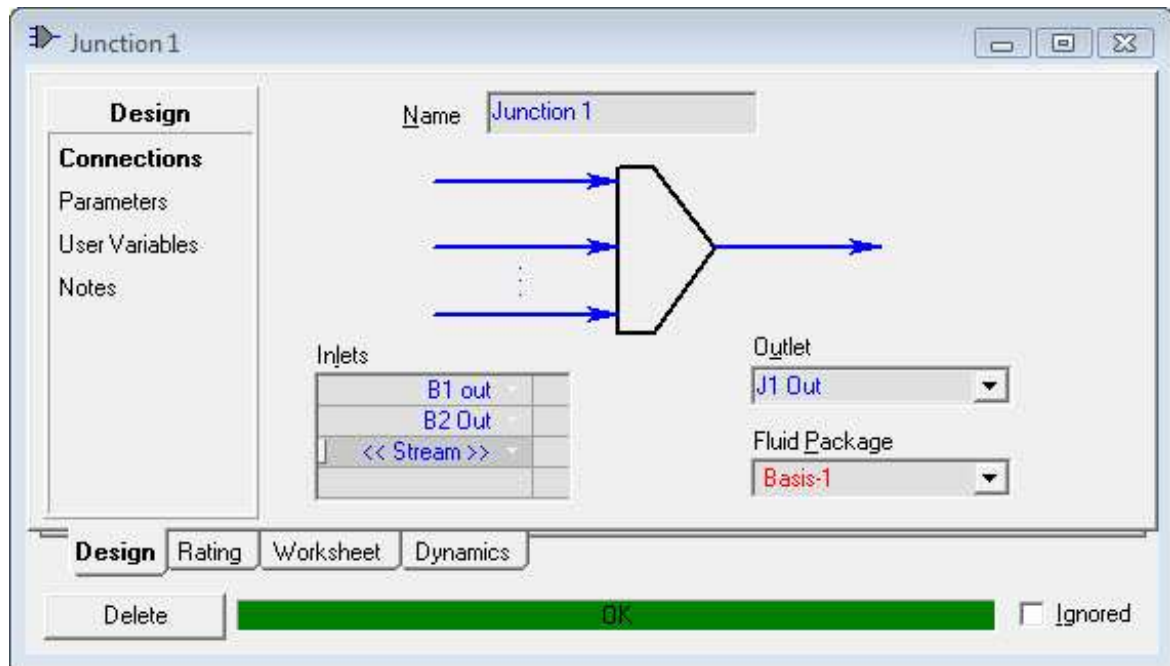 Junction 1
Design
Connections
Parameters
User Variables
Notes
Name Junction 1
Inlets
B1 out
B2 Out
<< Stream >>
Outlet
J1 Out
Fluid Package
Basis-1
Design Rating Worksheet Dynamics
Delete OK Ignored